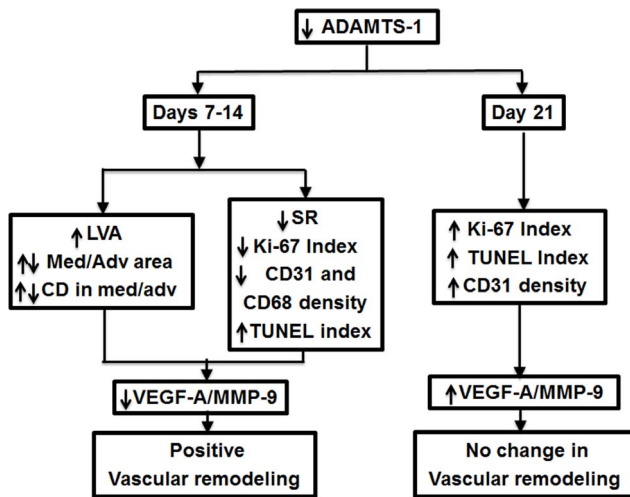 ↓ ADAMTS-1
Days 7-14
Day 21
↑LVA
↑↓ Med/Adv area
↑↓ CD in med/adv
↓SR
↓ Ki-67 Index
↓ CD31 and
CD68 density
↑TUNEL index
↑ Ki-67 Index
↑ TUNEL Index
↑ CD31 density
↓VEGF-A/MMP-9
↑VEGF-A/MMP-9
Positive
Vascular remodeling
No change in
Vascular remodeling